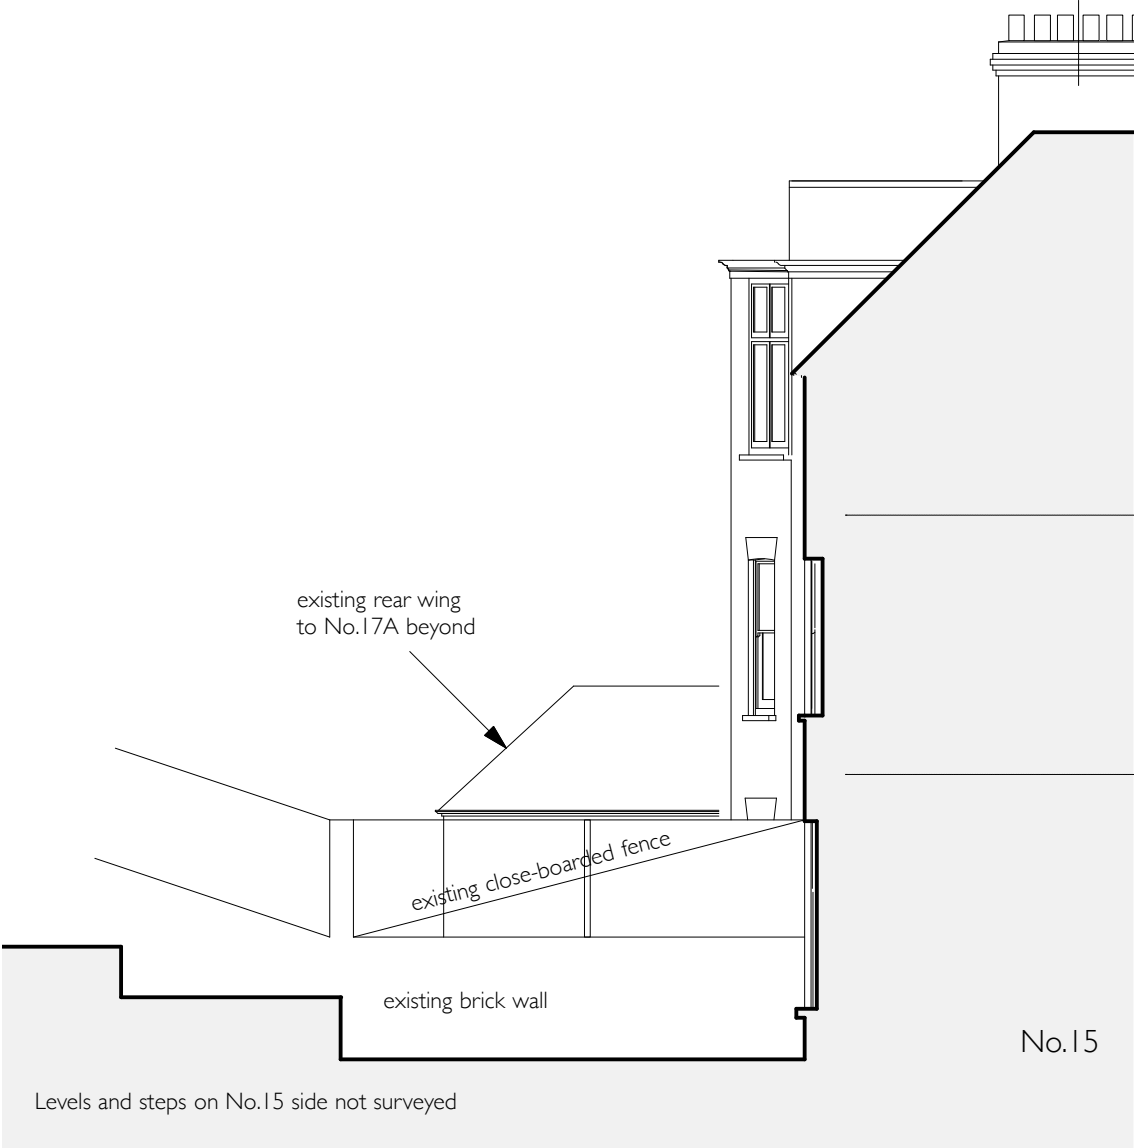 existing rear wing
to No.17A beyond
existing close-boarded fence
existing brick wall
No.15
Levels and steps on No.15 side not surveyed